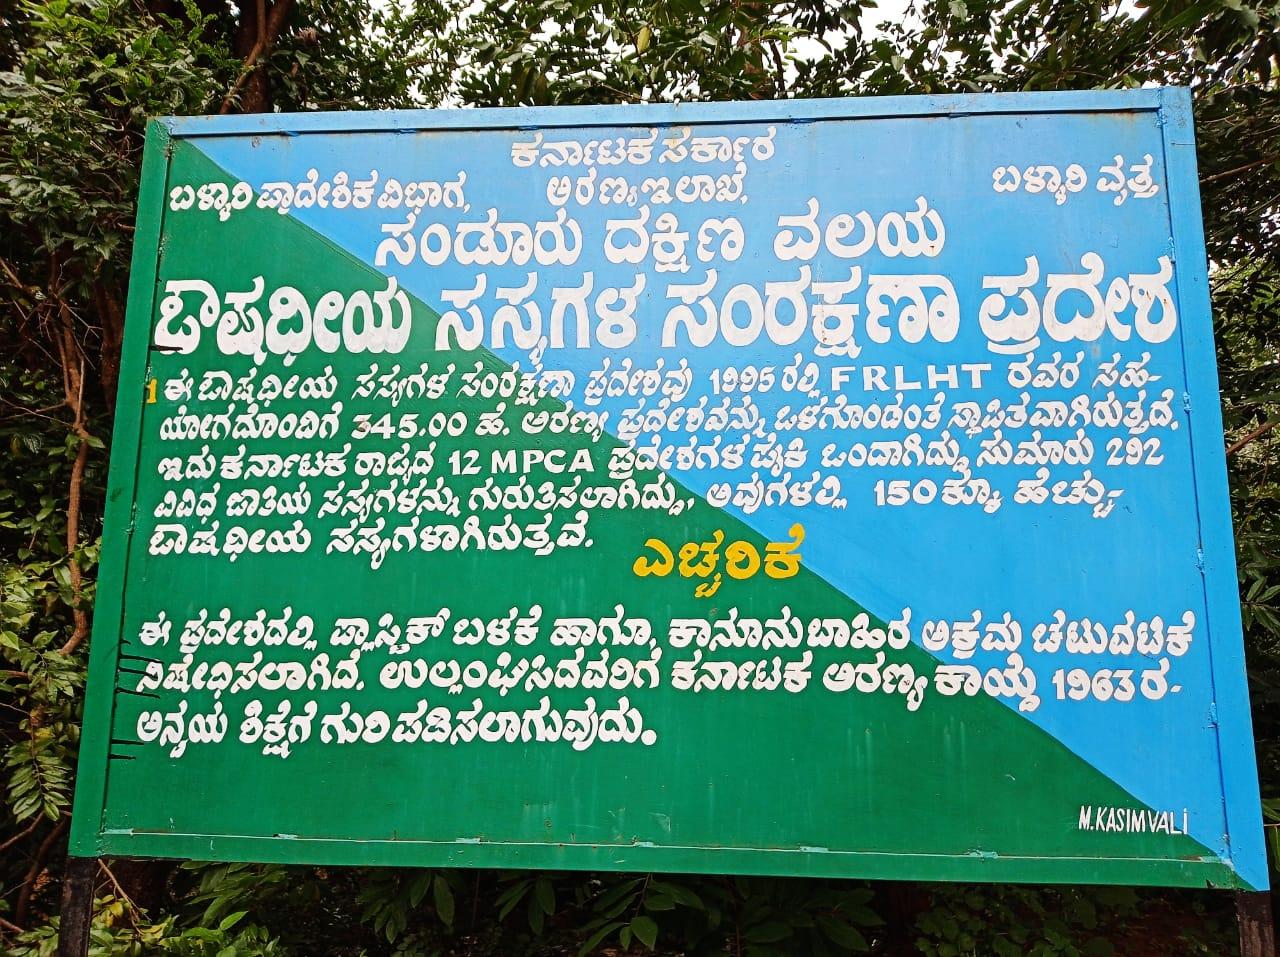 ಕರ್ನಾಟಕ ಸರ್ಕಾರ
ಬಳ್ಳಾರಿ ಪ್ರಾದೇಶಿಕ ವಿಭಾಗ, ಅರಣ್ಯ ಇಲಾಖೆ, ಬಳ್ಳಾರಿ ವೃತ್ತ
ಸಂಡೂರು ದಕ್ಷಿಣ ವಲಯ
ಔಷಧೀಯ ಸಸ್ಯಗಳ ಸಂರಕ್ಷಣಾ ಪ್ರದೇಶ
1 ಈ ಔಷಧೀಯ ಸಸ್ಯಗಳ ಸಂರಕ್ಷಣಾ ಪ್ರದೇಶವು 1995 ರಲ್ಲಿ FRLHT ರವರ ಸಹ-
ಯೋಗದೊಂದಿಗೆ 345.00 ಹೆ. ಅರಣ್ಯ ಪ್ರದೇಶವನ್ನು ಒಳಗೊಂಡಂತೆ ಸ್ಥಾಪಿತವಾಗಿರುತ್ತದೆ.
ಇದು ಕರ್ನಾಟಕ ರಾಜ್ಯದ 12 MPCA ಪ್ರದೇಶಗಳ ಪೈಕಿ ಒಂದಾಗಿದ್ದು ಸುಮಾರು 292
ವಿವಿಧ ಜಾತಿಯ ಸಸ್ಯಗಳನ್ನು ಗುರುತಿಸಲಾಗಿದ್ದು, ಅವುಗಳಲ್ಲಿ 150ಕ್ಕೂ ಹೆಚ್ಚು-
ಔಷಧೀಯ ಸಸ್ಯಗಳಾಗಿರುತ್ತವೆ.
ಎಚ್ಚರಿಕೆ
ಈ ಪ್ರದೇಶದಲ್ಲಿ ಪ್ಲಾಸ್ಟಿಕ್ ಬಳಕೆ ಹಾಗೂ, ಕಾನೂನು ಬಾಹಿರ ಅಕ್ರಮ ಚಟುವಟಿಕೆ
ನಿಷೇಧಿಸಲಾಗಿದೆ. ಉಲ್ಲಂಘಿಸಿದವರಿಗೆ ಕರ್ನಾಟಕ ಅರಣ್ಯ ಕಾಯ್ದೆ 1963 ರ-
ಅನ್ವಯ ಶಿಕ್ಷೆಗೆ ಗುರಿ ಪಡಿಸಲಾಗುವುದು.
M.KASIMVALI